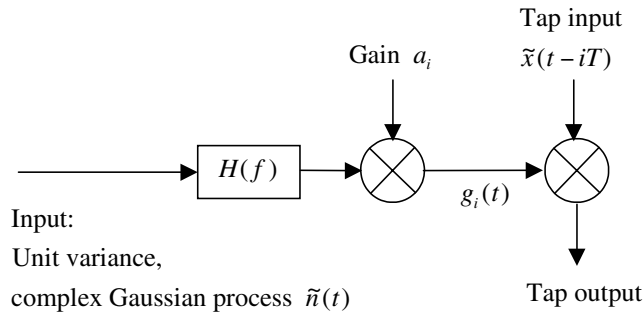 Tap input
Gain a_i
x̃(t − iT)
H(f)
g_i(t)
Input:
Unit variance,
complex Gaussian process ñ(t)
Tap output